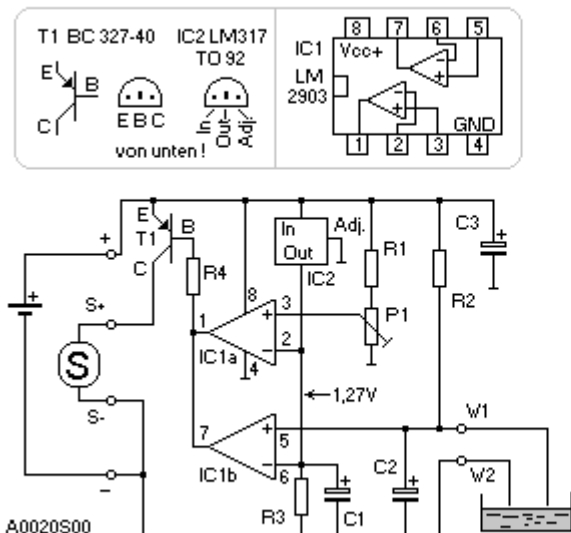 T1 BC 327-40
IC2 LM317
TO 92
E
B
C
E B C
In
Out
Adj.
von unten !
IC1
LM
2903
8
7
6
5
Vcc+
GND
1
2
3
4
E
T1
B
C
+
S+
S
S-
–
R4
8
1
3
2
4
IC1a
In
Out
Adj.
IC2
R1
P1
R2
C3
+
1,27V
7
5
6
IC1b
R3
C1
+
C2
+
W1
W2
A0020S00